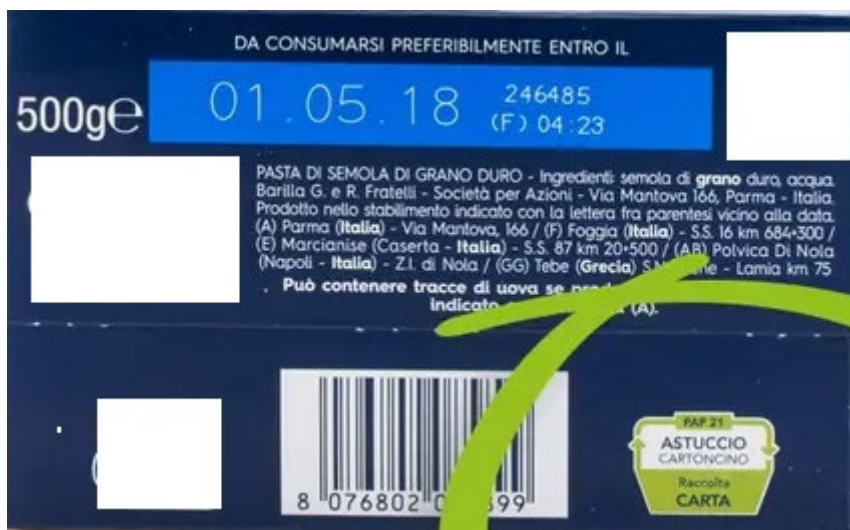 DA CONSUMARSI PREFERIBILMENTE ENTRO IL
500g℮
01.05.18
246485
(F) 04:23
PASTA DI SEMOLA DI GRANO DURO - Ingredienti: semola di grano duro, acqua.
Barilla G. e R. Fratelli - Società per Azioni - Via Mantova 166, Parma - Italia.
Prodotto nello stabilimento indicato con la lettera fra parentesi vicino alla data.
(A) Parma (Italia) - Via Mantova, 166 / (F) Foggia (Italia) - S.S. 16 km 684+300 /
(E) Marcianise (Caserta - Italia) - S.S. 87 km 20+500 / (AB) Polvica Di Nola
(Napoli - Italia) - Z.I. di Nola / (GG) Tebe (Grecia) - Lamia km 75
Può contenere tracce di uova se
indicato (A).
8 076802
PAP 21
ASTUCCIO
CARTONCINO
Raccolta
CARTA